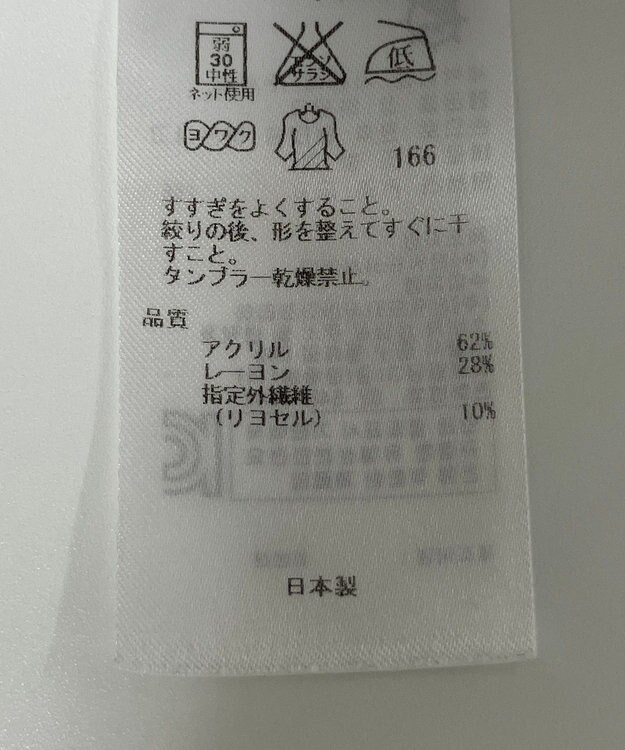 弱
30
中性
ネット使用
エンソ
サラシ
低
ヨワク
166
すすぎをよくすること。
絞りの後、形を整えてすぐに干
すこと。
タンブラー乾燥禁止。
品質
アクリル 62%
レーヨン 28%
指定外繊維
(リヨセル) 10%
日本製